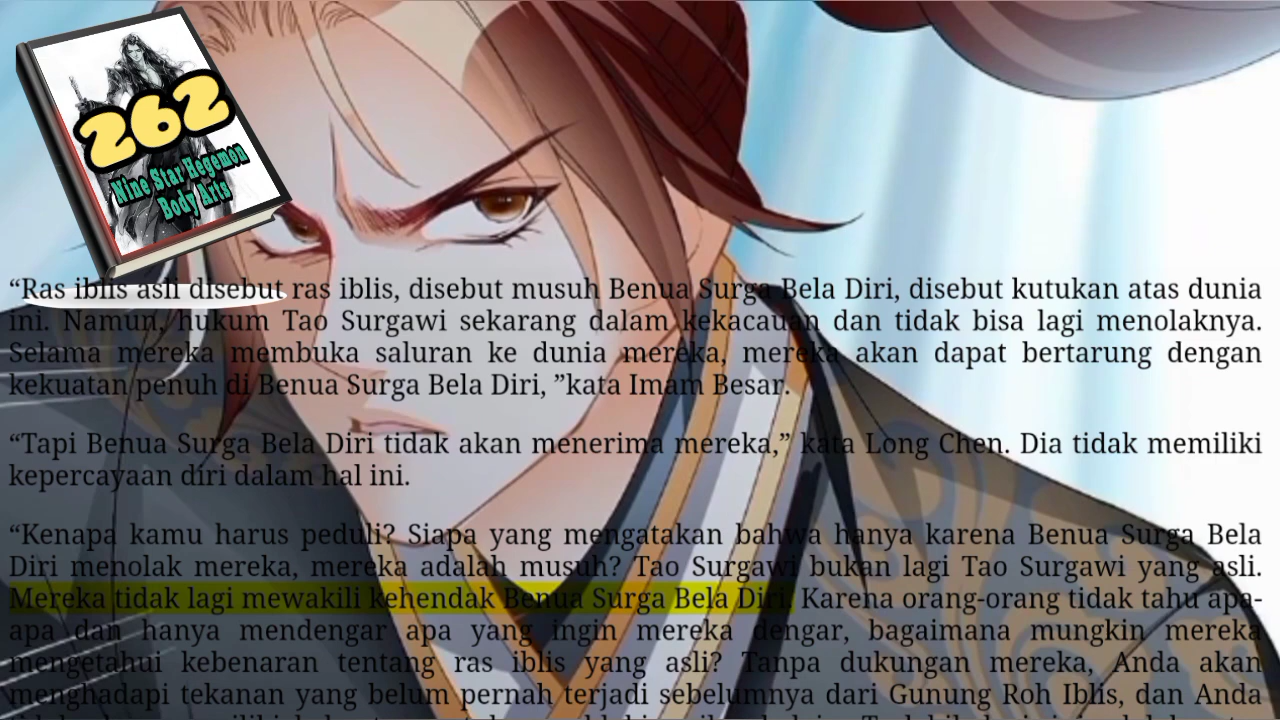 262
Nine Star Hegemon
Body Arts
“Ras iblis asli disebut ras iblis, disebut musuh Benua Surga Bela Diri, disebut kutukan atas dunia
ini. Namun, hukum Tao Surgawi sekarang dalam kekacauan dan tidak bisa lagi menolaknya.
Selama mereka membuka saluran ke dunia mereka, mereka akan dapat bertarung dengan
kekuatan penuh di Benua Surga Bela Diri, ”kata Imam Besar.
“Tapi Benua Surga Bela Diri tidak akan menerima mereka,” kata Long Chen. Dia tidak memiliki
kepercayaan diri dalam hal ini.
“Kenapa kamu harus peduli? Siapa yang mengatakan bahwa hanya karena Benua Surga Bela
Diri menolak mereka, mereka adalah musuh? Tao Surgawi bukan lagi Tao Surgawi yang asli.
Mereka tidak lagi mewakili kehendak Benua Surga Bela Diri. Karena orang-orang tidak tahu apa-
apa dan hanya mendengar apa yang ingin mereka dengar, bagaimana mungkin mereka
mengetahui kebenaran tentang ras iblis yang asli? Tanpa dukungan mereka, Anda akan
menghadapi tekanan yang belum pernah terjadi sebelumnya dari Gunung Roh Iblis, dan Anda